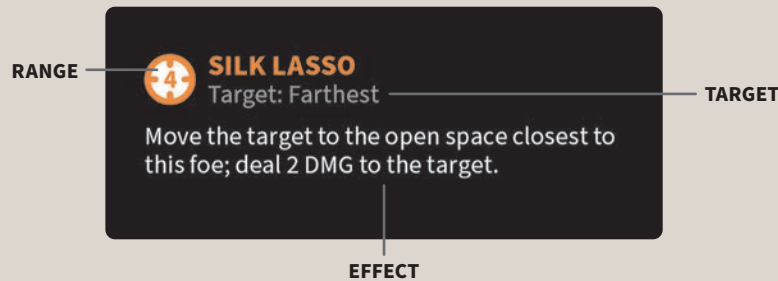 SILK LASSO
RANGE
4
Target: Farthest
TARGET
Move the target to the open space closest to
this foe; deal 2 DMG to the target.
EFFECT